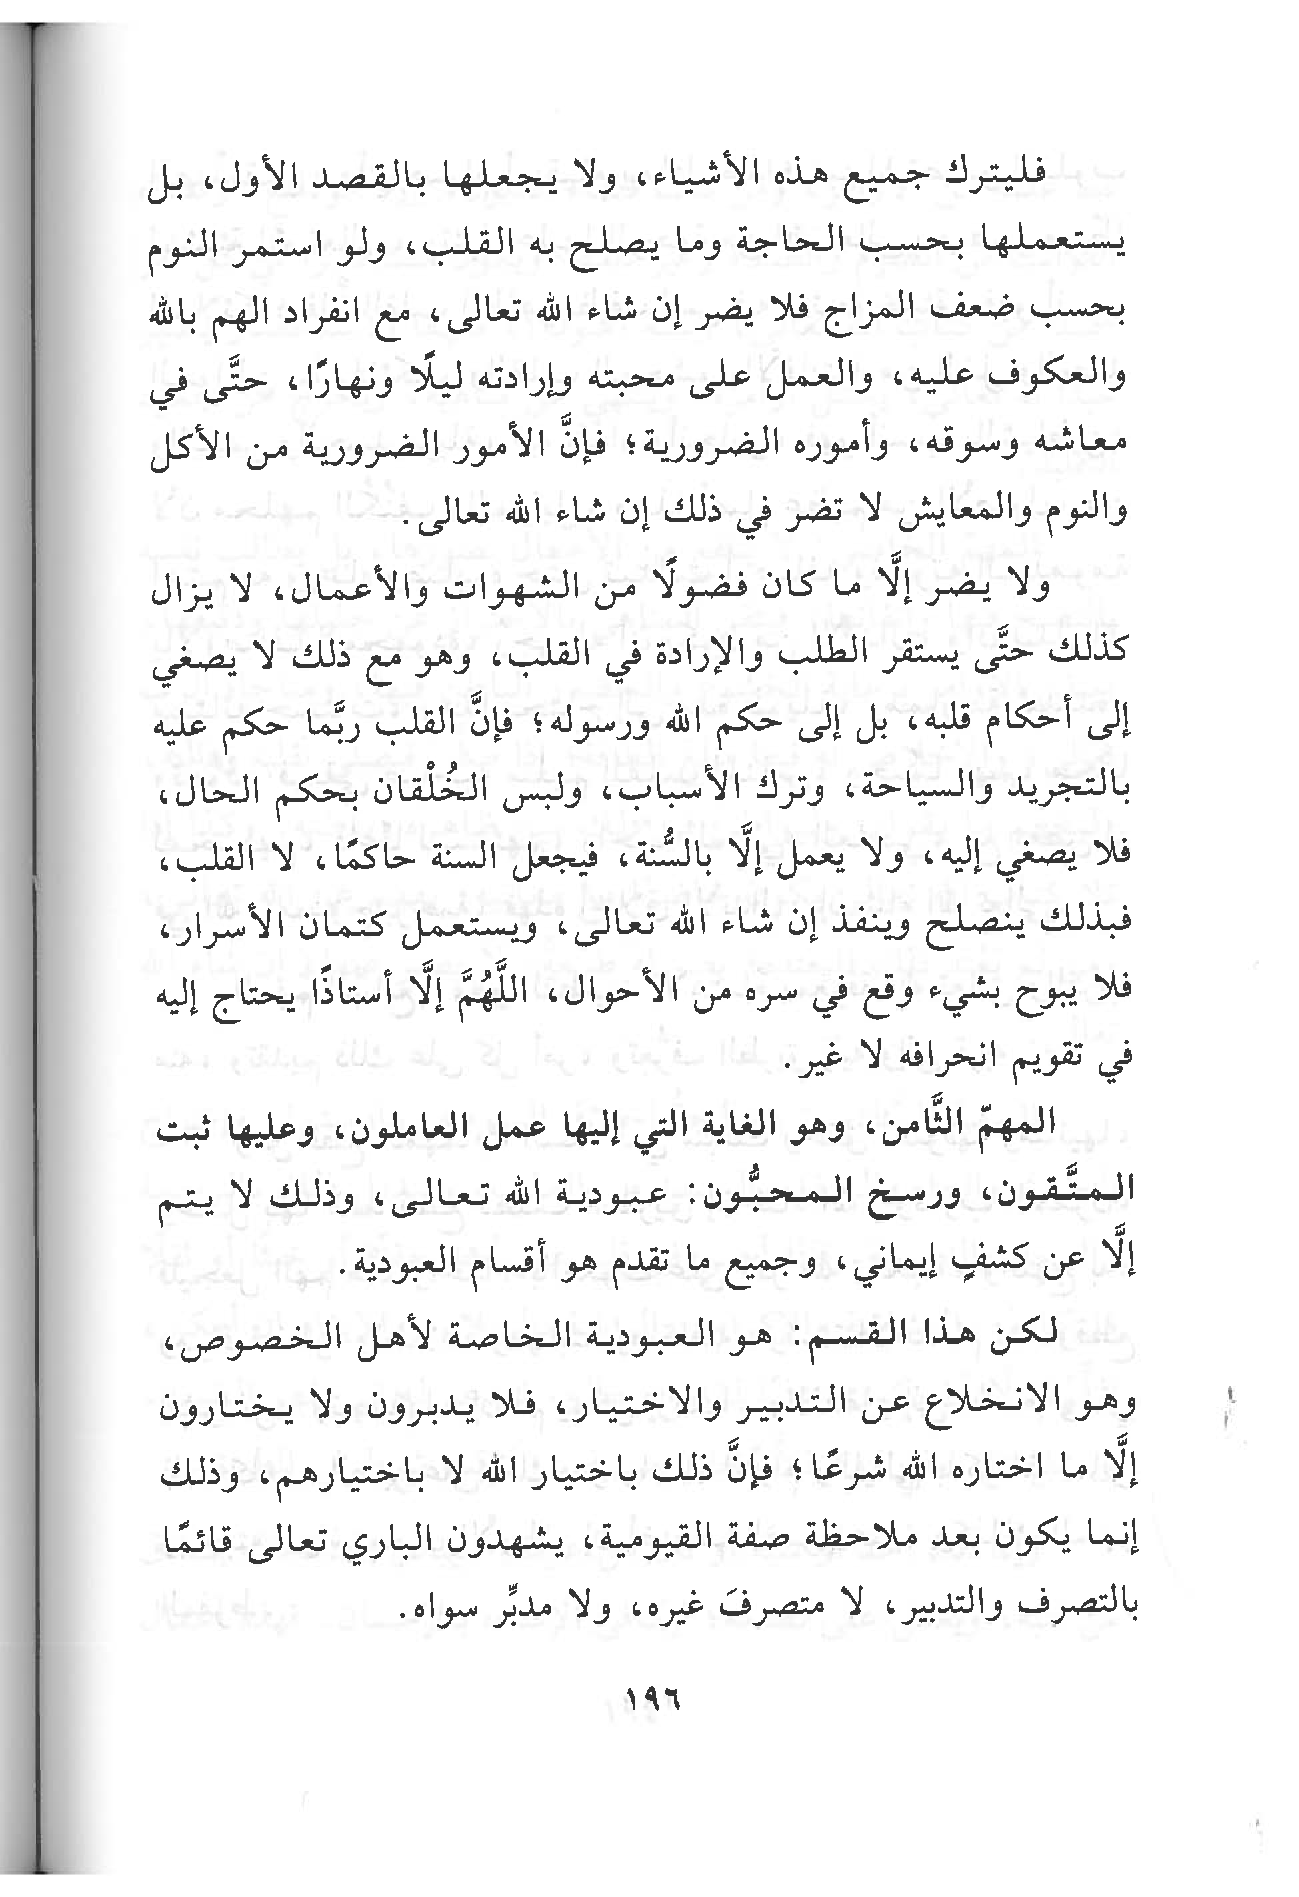 فليترك جميع هذه الأشياء، ولا يجعلها بالقصد الأول، بل
يستعملها بحسب الحاجة وما يصلح به القلب، ولو استمر النوم
بحسب ضعف المزاج فلا يضر إن شاء الله تعالى، مع انفراد الهم بالله
والعكوف عليه، والعمل على محبته وإرادته ليلًا ونهارًا، حتَّى في
معاشه وسوقه، وأموره الضرورية؛ فإنَّ الأمور الضرورية من الأكل
والنوم والمعايش لا تضر في ذلك إن شاء الله تعالى.
ولا يضر إلَّا ما كان فضولًا من الشهوات والأعمال، لا يزال
كذلك حتَّى يستقر الطلب والإرادة في القلب، وهو مع ذلك لا يصغي
إلى أحكام قلبه، بل إلى حكم الله ورسوله؛ فإنَّ القلب ربَّما حكم عليه
بالتجريد والسياحة، وترك الأسباب، ولبس الخُلْقان بحكم الحال،
فلا يصغي إليه، ولا يعمل إلَّا بالسُّنة، فيجعل السنة حاكمًا، لا القلب،
فبذلك ينصلح وينفذ إن شاء الله تعالى، ويستعمل كتمان الأسرار،
فلا يبوح بشيء وقع في سره من الأحوال، اللَّهُمَّ إلَّا أستاذًا يحتاج إليه
في تقويم انحرافه لا غير.
المهمّ الثَّامن، وهو الغاية التي إليها عمل العاملون، وعليها ثبت
المتَّقون، ورسخ المحبُّون: عبودية الله تعالى، وذلك لا يتم
إلَّا عن كشفٍ إيماني، وجميع ما تقدم هو أقسام العبودية.
لكن هذا القسم: هو العبودية الخاصة لأهل الخصوص،
وهو الانخلاع عن التدبير والاختيار، فلا يدبرون ولا يختارون
إلَّا ما اختاره الله شرعًا؛ فإنَّ ذلك باختيار الله لا باختيارهم، وذلك
إنما يكون بعد ملاحظة صفة القيومية، يشهدون الباري تعالى قائمًا
بالتصرف والتدبير، لا متصرفَ غيره، ولا مدبِّر سواه.
١٩٦